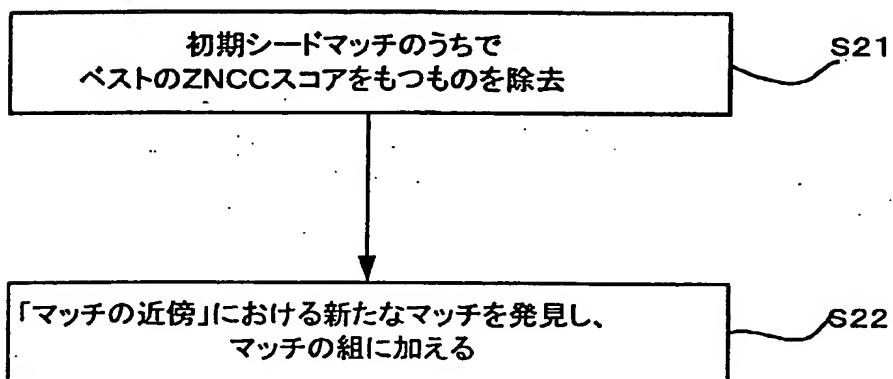 初期シードマッチのうちで
ベストのZNCCスコアをもつものを除去
S21
「マッチの近傍」における新たなマッチを発見し、
マッチの組に加える
S22